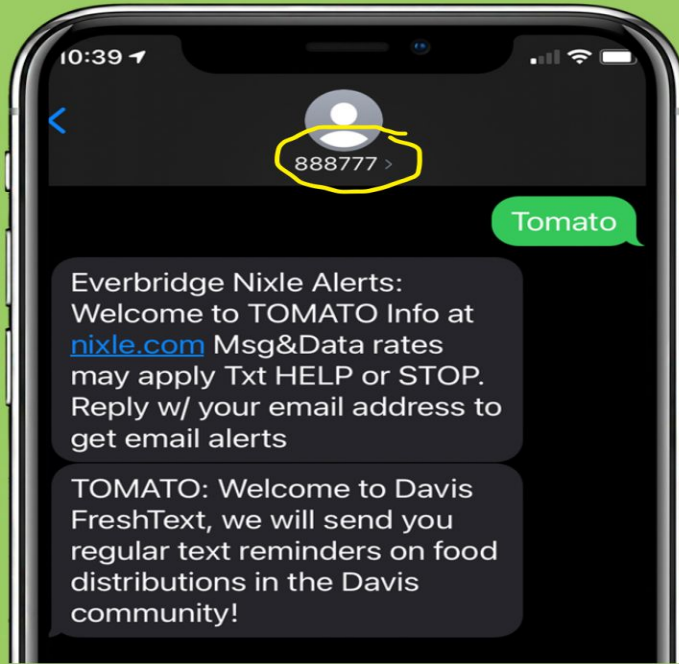 10:39
888777 >
Tomato
Everbridge Nixle Alerts:
Welcome to TOMATO Info at
nixle.com Msg&Data rates
may apply Txt HELP or STOP.
Reply w/ your email address to
get email alerts
TOMATO: Welcome to Davis
FreshText, we will send you
regular text reminders on food
distributions in the Davis
community!